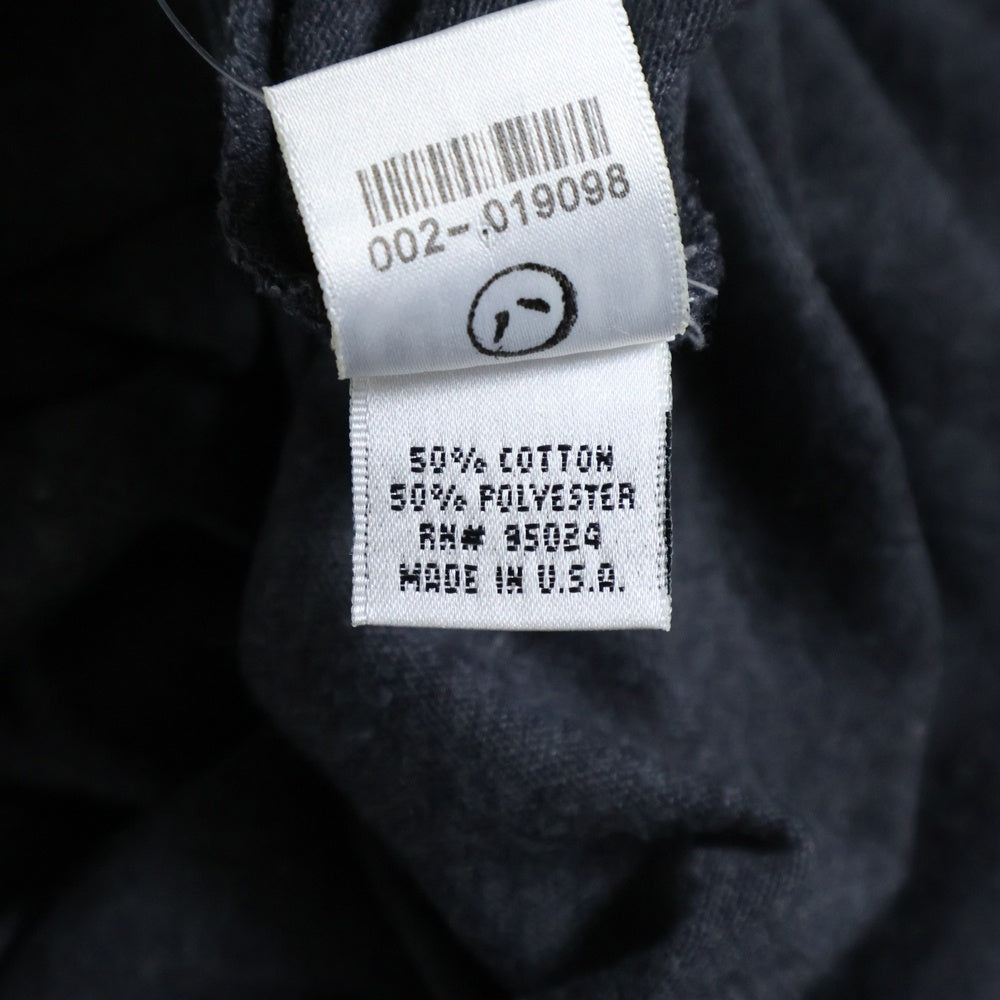 002-.019098
50% COTTON
50% POLYESTER
RN# 95024
MADE IN U.S.A.